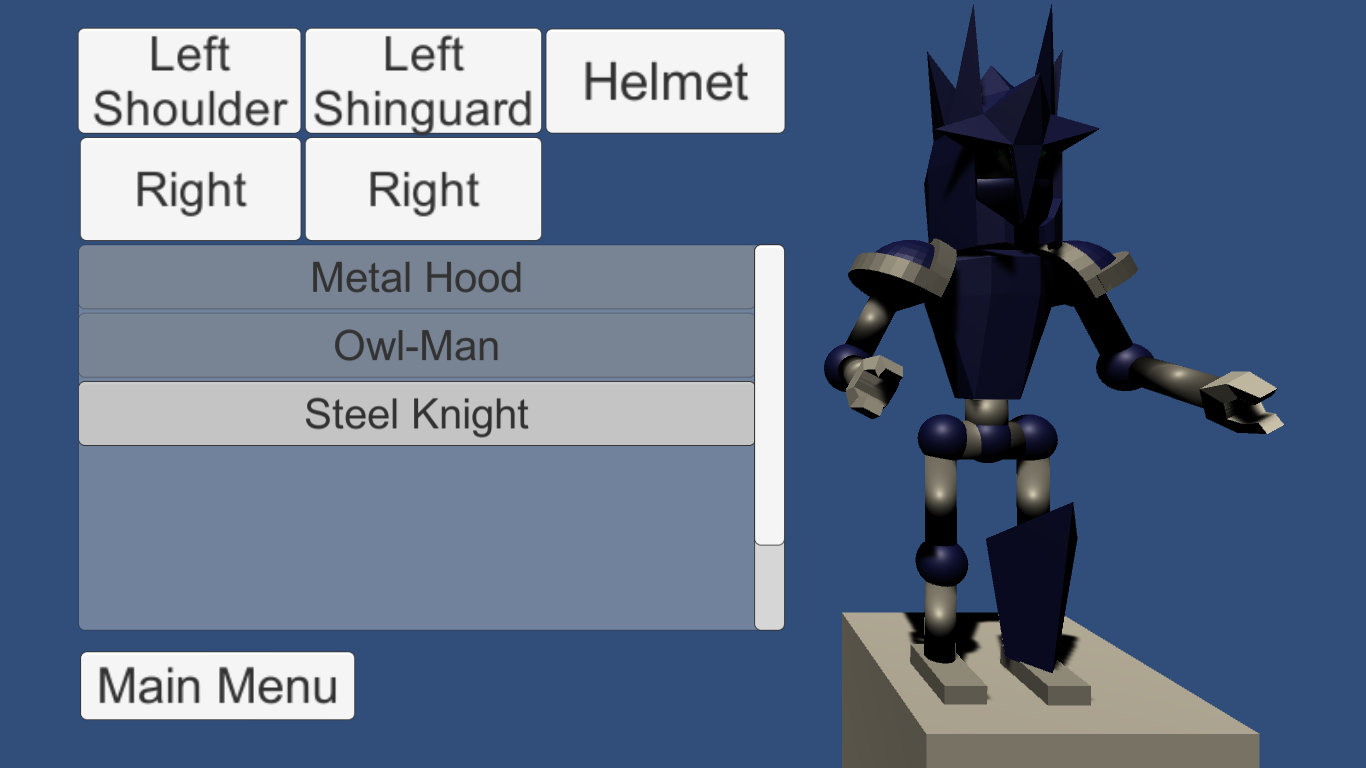 Left
Shoulder
Left
Shinguard
Helmet
Right
Right
Metal Hood
Owl-Man
Steel Knight
Main Menu